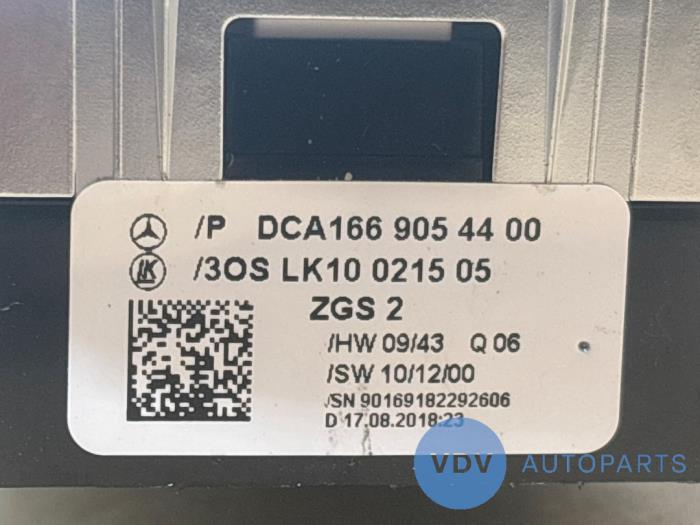 /P DCA166 905 44 00
LK /3OS LK10 0215 05
ZGS 2
/HW 09/43 Q 06
/SW 10/12/00
/SN 90169182292606
D 17.08.2018:23
VDV AUTOPARTS